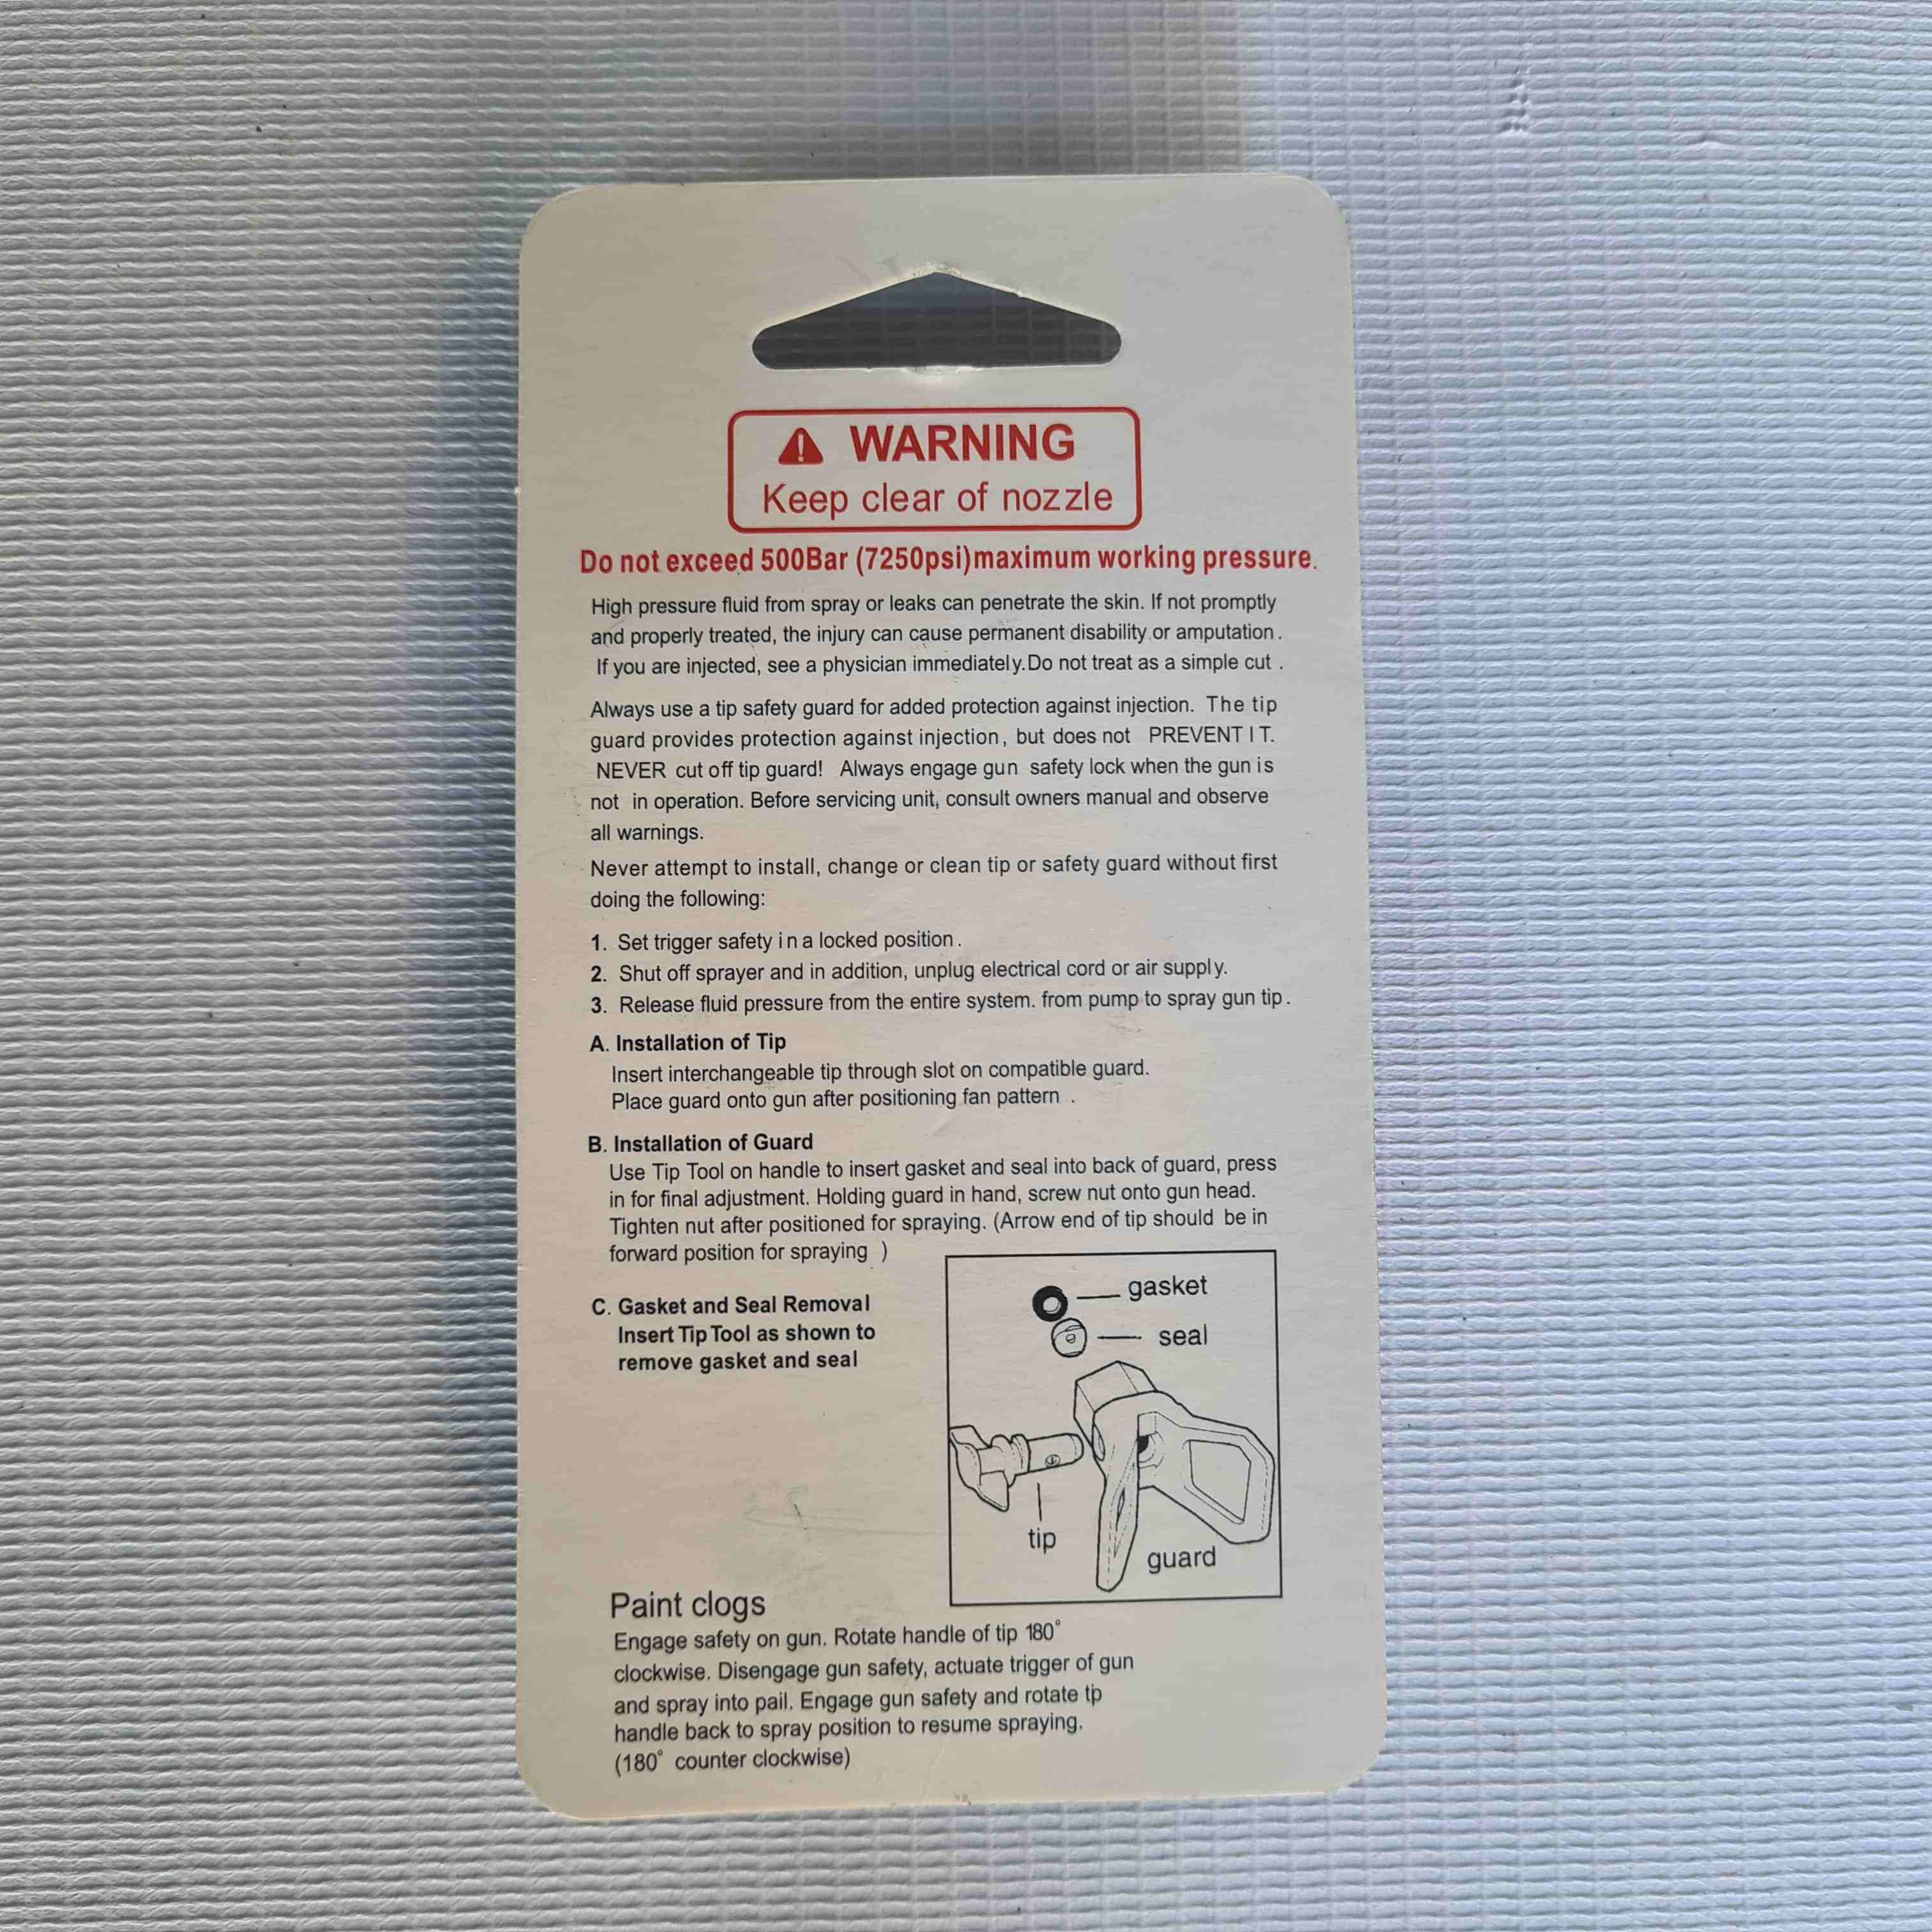 WARNING
Keep clear of nozzle
Do not exceed 500Bar (7250psi)maximum working pressure.
High pressure fluid from spray or leaks can penetrate the skin. If not promptly
and properly treated, the injury can cause permanent disability or amputation.
If you are injected, see a physician immediately.Do not treat as a simple cut .
Always use a tip safety guard for added protection against injection. The tip
guard provides protection against injection, but does not PREVENT IT.
NEVER cut off tip guard! Always engage gun safety lock when the gun is
not in operation. Before servicing unit, consult owners manual and observe
all warnings.
Never attempt to install, change or clean tip or safety guard without first
doing the following:
1. Set trigger safety in a locked position.
2. Shut off sprayer and in addition, unplug electrical cord or air supply.
3. Release fluid pressure from the entire system. from pump to spray gun tip.
A. Installation of Tip
Insert interchangeable tip through slot on compatible guard.
Place guard onto gun after positioning fan pattern .
B. Installation of Guard
Use Tip Tool on handle to insert gasket and seal into back of guard, press
in for final adjustment. Holding guard in hand, screw nut onto gun head.
Tighten nut after positioned for spraying. (Arrow end of tip should be in
forward position for spraying )
C. Gasket and Seal Removal
Insert Tip Tool as shown to
remove gasket and seal
gasket
seal
tip
guard
Paint clogs
Engage safety on gun. Rotate handle of tip 180°
clockwise. Disengage gun safety, actuate trigger of gun
and spray into pail. Engage gun safety and rotate tip
handle back to spray position to resume spraying.
(180° counter clockwise)